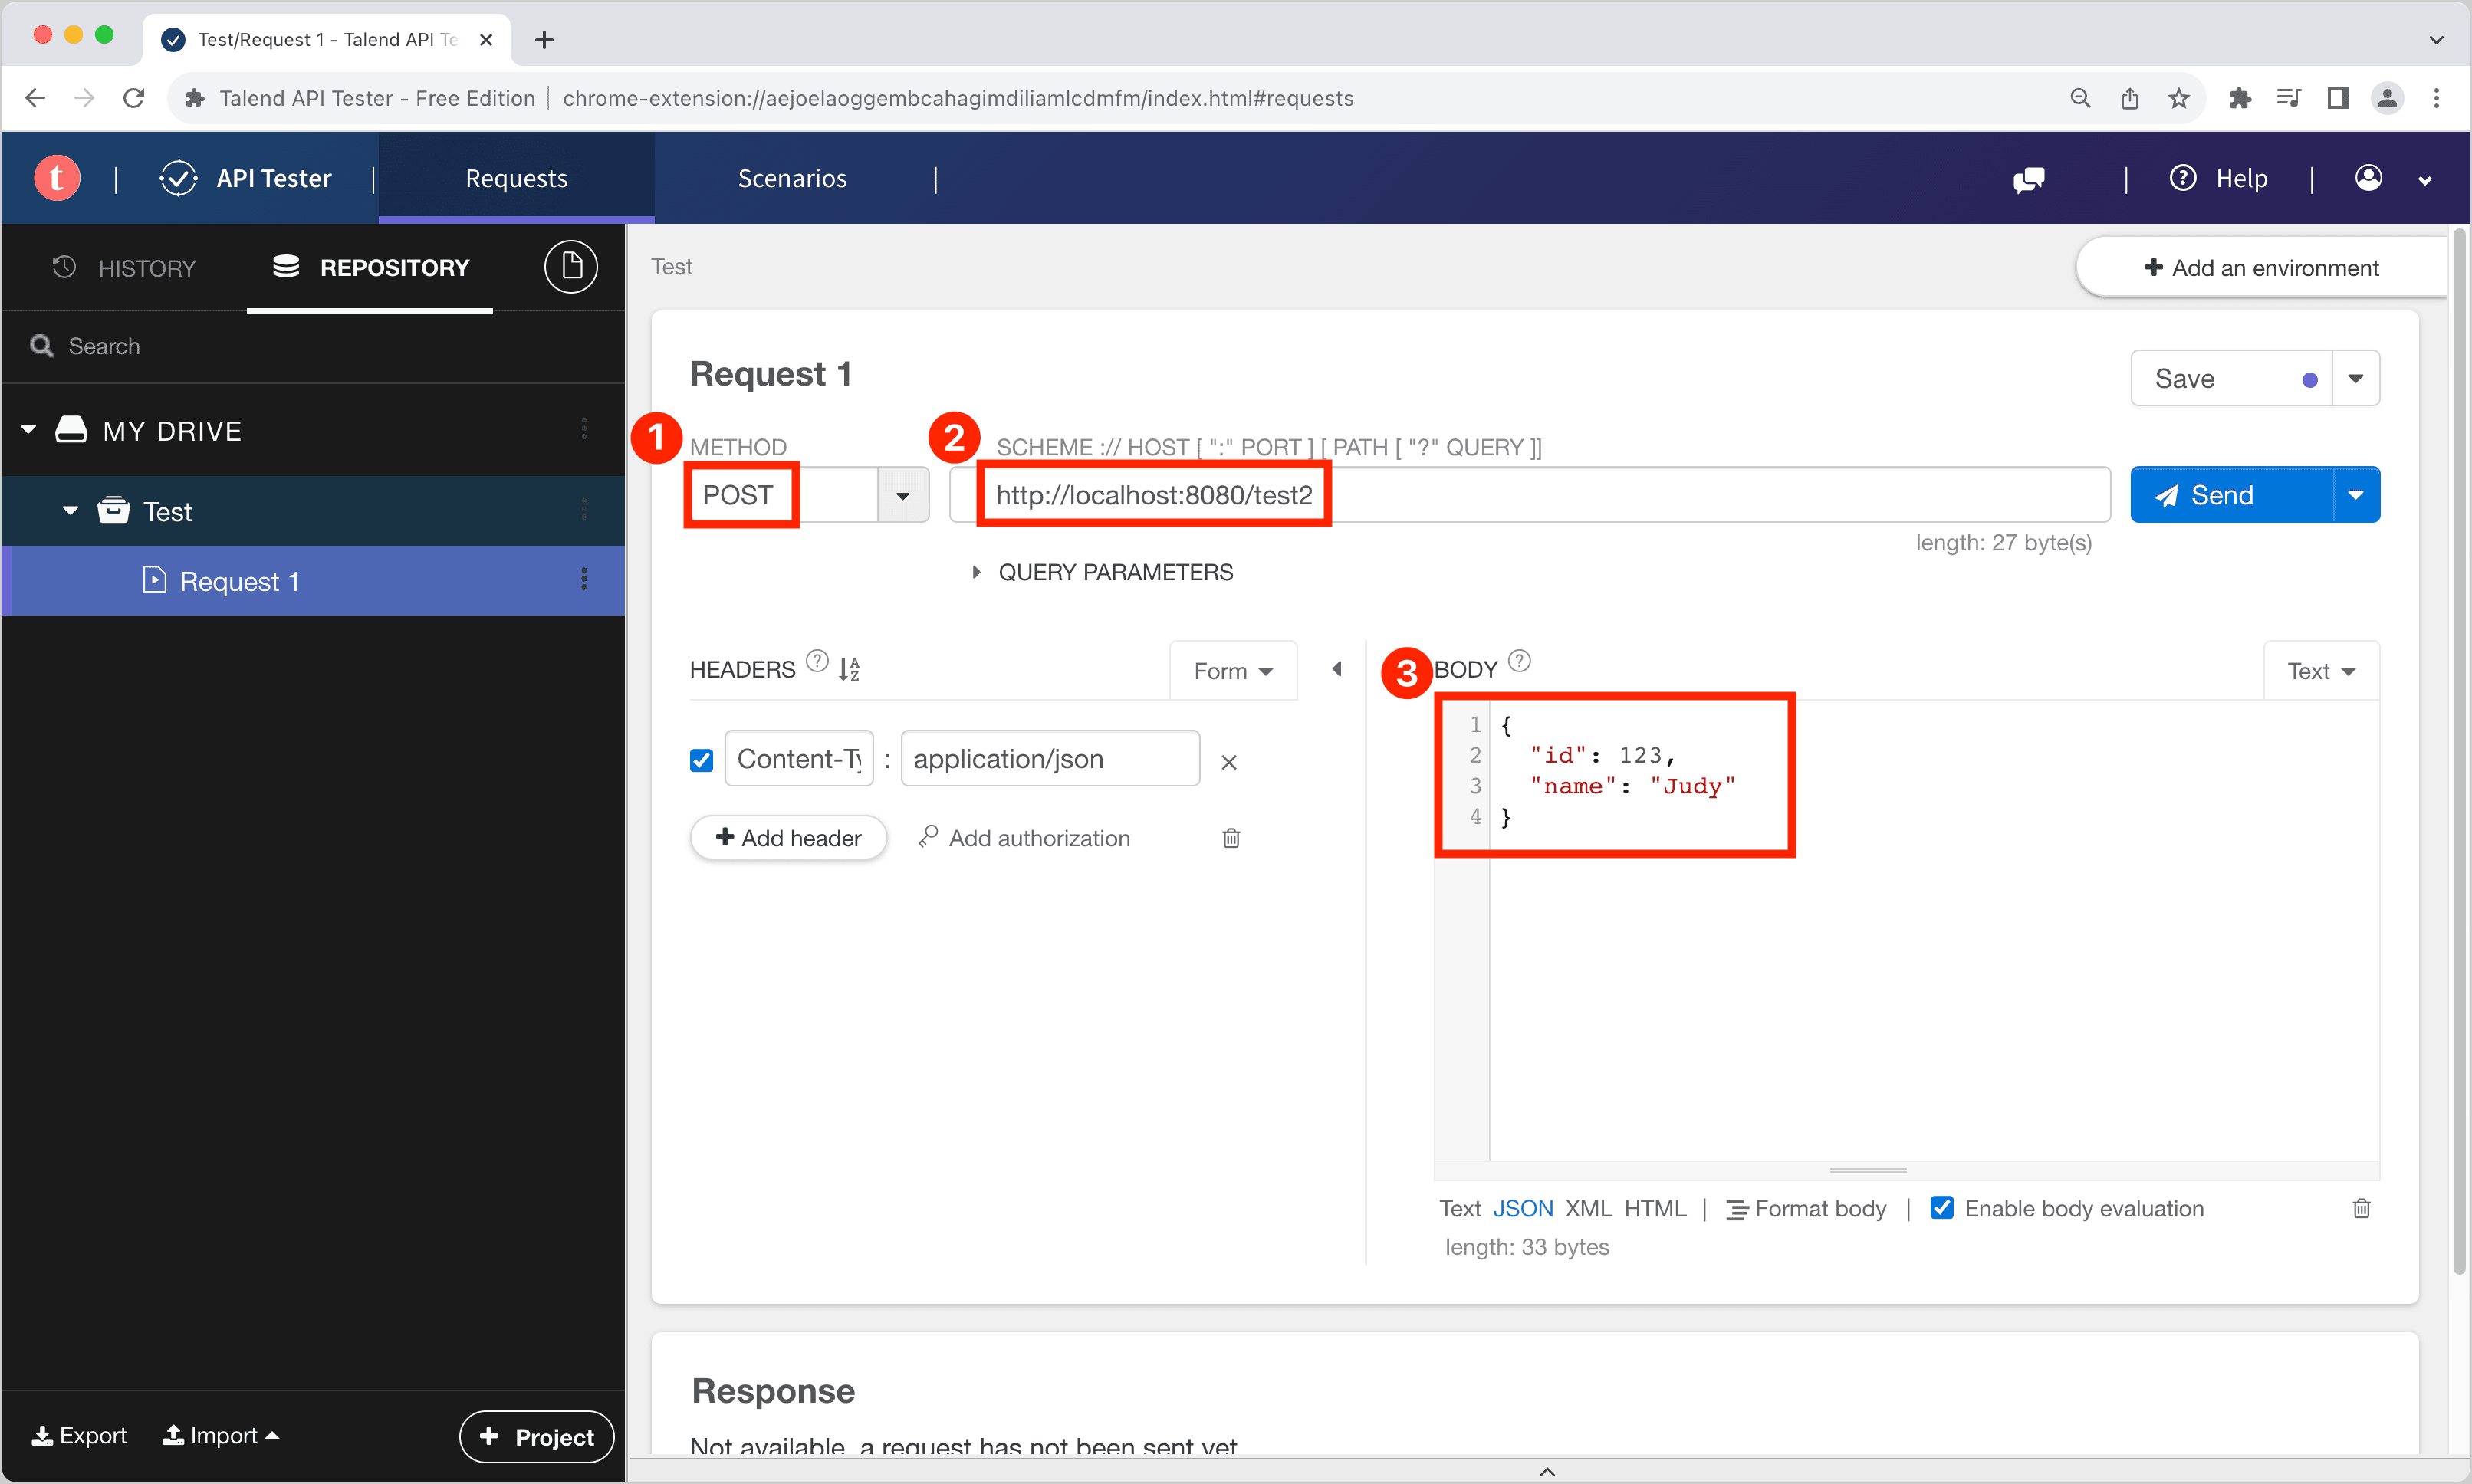 Test/Request 1 - Talend API Te
Talend API Tester - Free Edition
chrome-extension://aejoelaoggembcahagimdiliamlcdmfm/index.html#requests
t
API Tester
Requests
Scenarios
Help
HISTORY
REPOSITORY
Test
+ Add an environment
Search
Request 1
Save
MY DRIVE
1
METHOD
2
SCHEME :// HOST [ ":" PORT ] [ PATH [ "?" QUERY ]]
POST
http://localhost:8080/test2
Send
Test
length: 27 byte(s)
QUERY PARAMETERS
Request 1
HEADERS
Form
3
BODY
Text
1 {
2 "id": 123,
3 "name": "Judy"
4 }
Content-Ty
:
application/json
+ Add header
Add authorization
Text JSON XML HTML | Format body | Enable body evaluation
length: 33 bytes
Response
Not available, a request has not been sent yet
Export
Import
+ Project